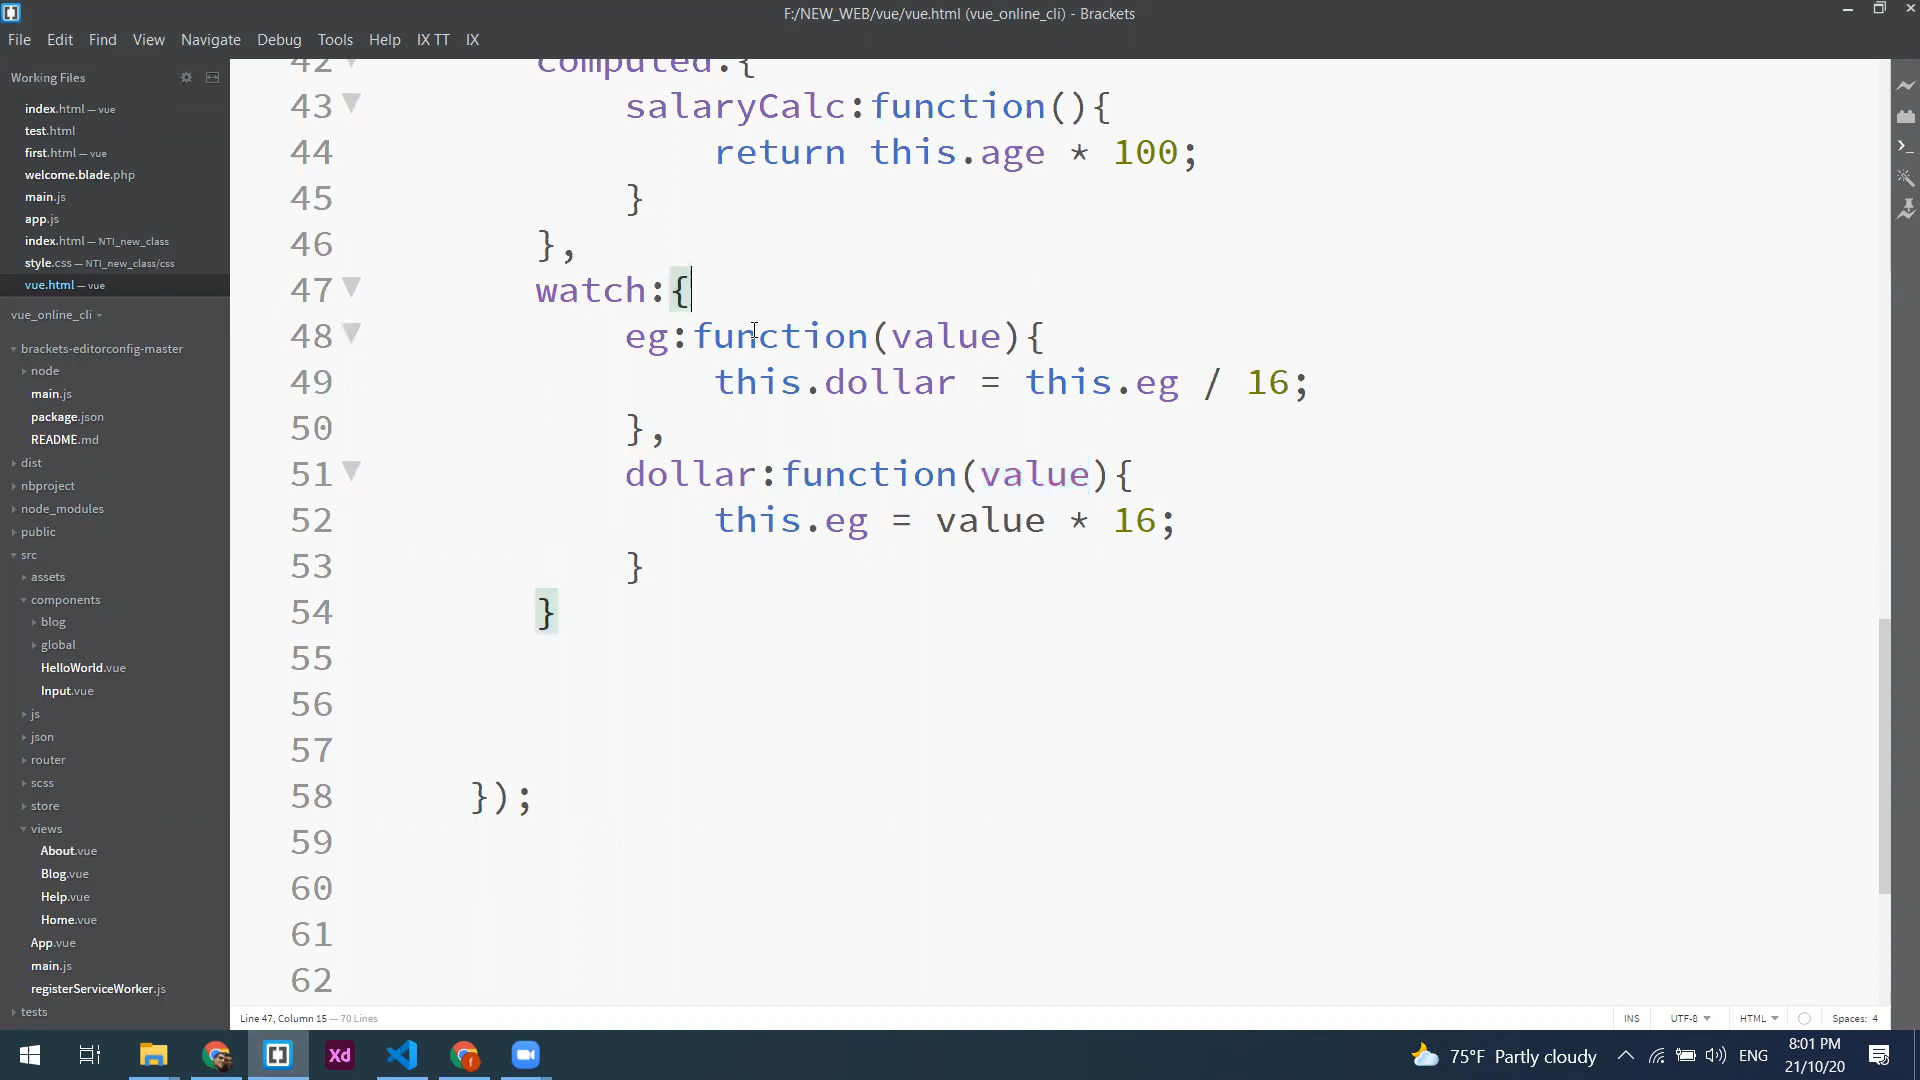 F:/NEW_WEB/vue/vue.html (vue_online_cli) - Brackets
File Edit Find View Navigate Debug Tools Help IX TT IX
Working Files
index.html — vue
test.html
first.html — vue
welcome.blade.php
main.js
app.js
index.html — NTI_new_class
style.css — NTI_new_class/css
vue.html — vue
vue_online_cli
brackets-editorconfig-master
node
main.js
package.json
README.md
dist
nbproject
node_modules
public
src
assets
components
blog
global
HelloWorld.vue
Input.vue
js
json
router
scss
store
views
About.vue
Blog.vue
Help.vue
Home.vue
App.vue
main.js
registerServiceWorker.js
tests
42 computed:{
43 salaryCalc:function(){
44 return this.age * 100;
45 }
46 },
47 watch:{
48 eg:function(value){
49 this.dollar = this.eg / 16;
50 },
51 dollar:function(value){
52 this.eg = value * 16;
53 }
54 }
55
56
57
58 });
59
60
61
62
Line 47, Column 15 — 70 Lines
INS UTF-8 HTML Spaces: 4
Xd
75°F Partly cloudy
ENG
8:01 PM
21/10/20